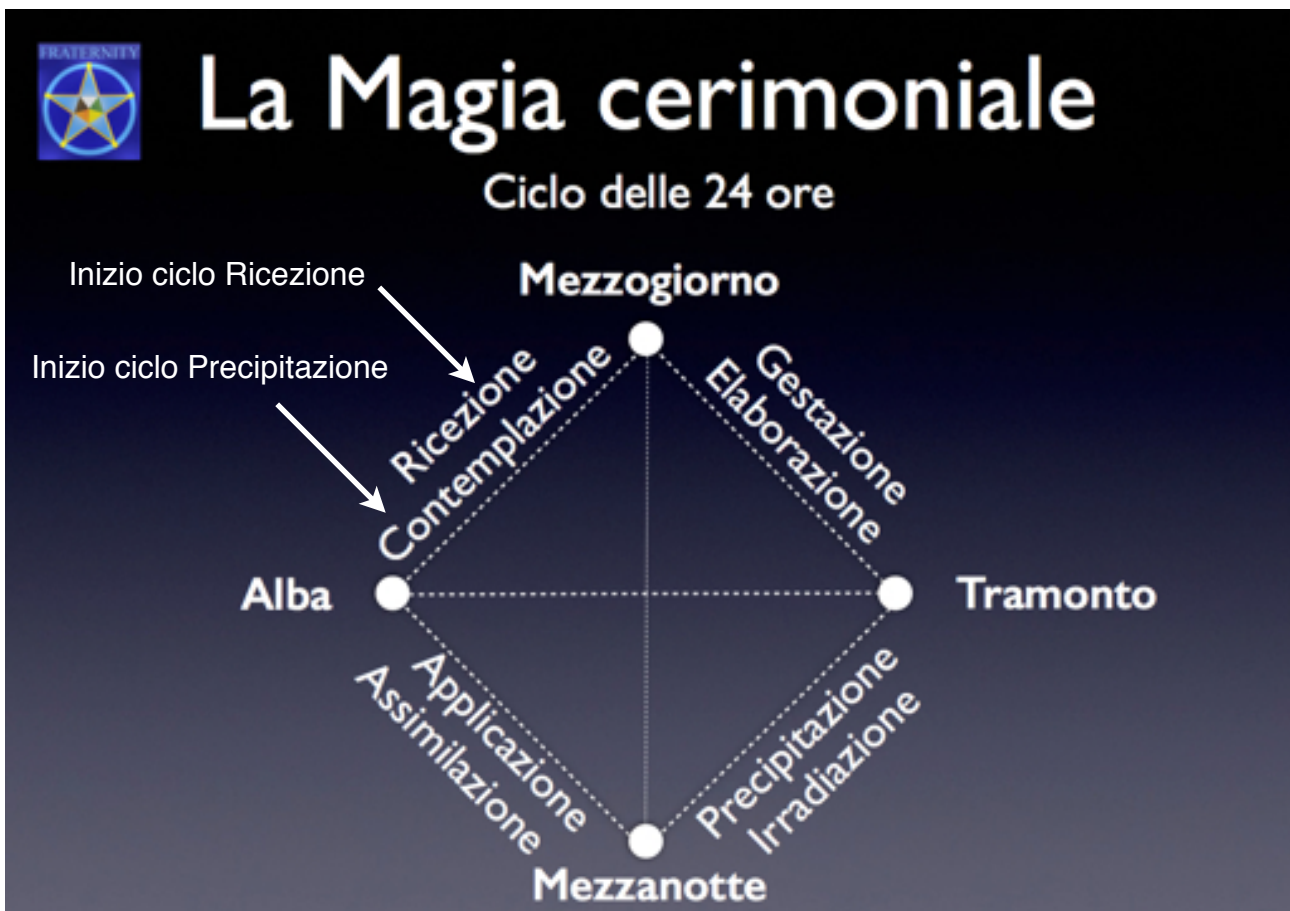 FRATERNITY
La Magia cerimoniale
Ciclo delle 24 ore
Inizio ciclo Ricezione
Mezzogiorno
Inizio ciclo Precipitazione
Ricezione
Contemplazione
Gestazione
Elaborazione
Alba
Tramonto
Applicazione
Assimilazione
Precipitazione
Irradiazione
Mezzanotte